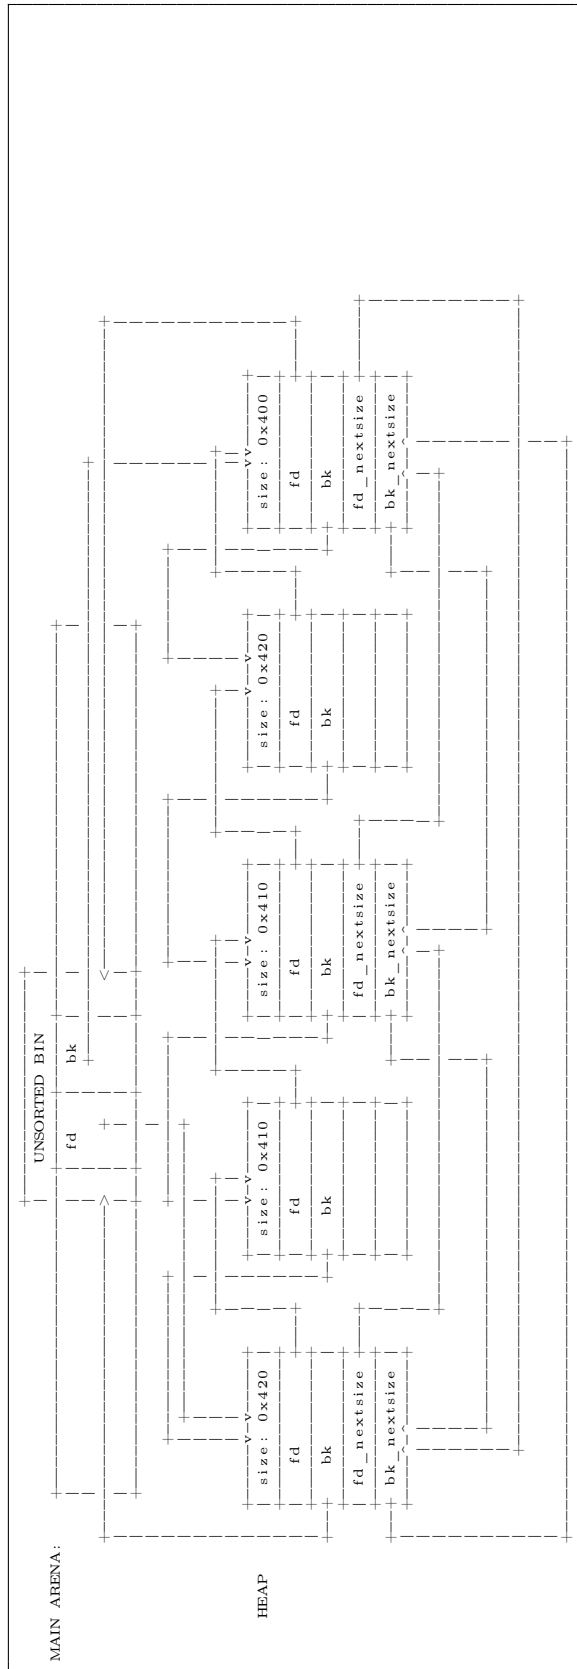 UNSORTED BIN
MAIN ARENA:
fd bk
HEAP size: 0x420 size: 0x410 size: 0x410 size: 0x420 size: 0x400
fd fd fd fd fd
bk bk bk bk bk
fd_nextsize fd_nextsize fd_nextsize
bk_nextsize bk_nextsize bk_nextsize